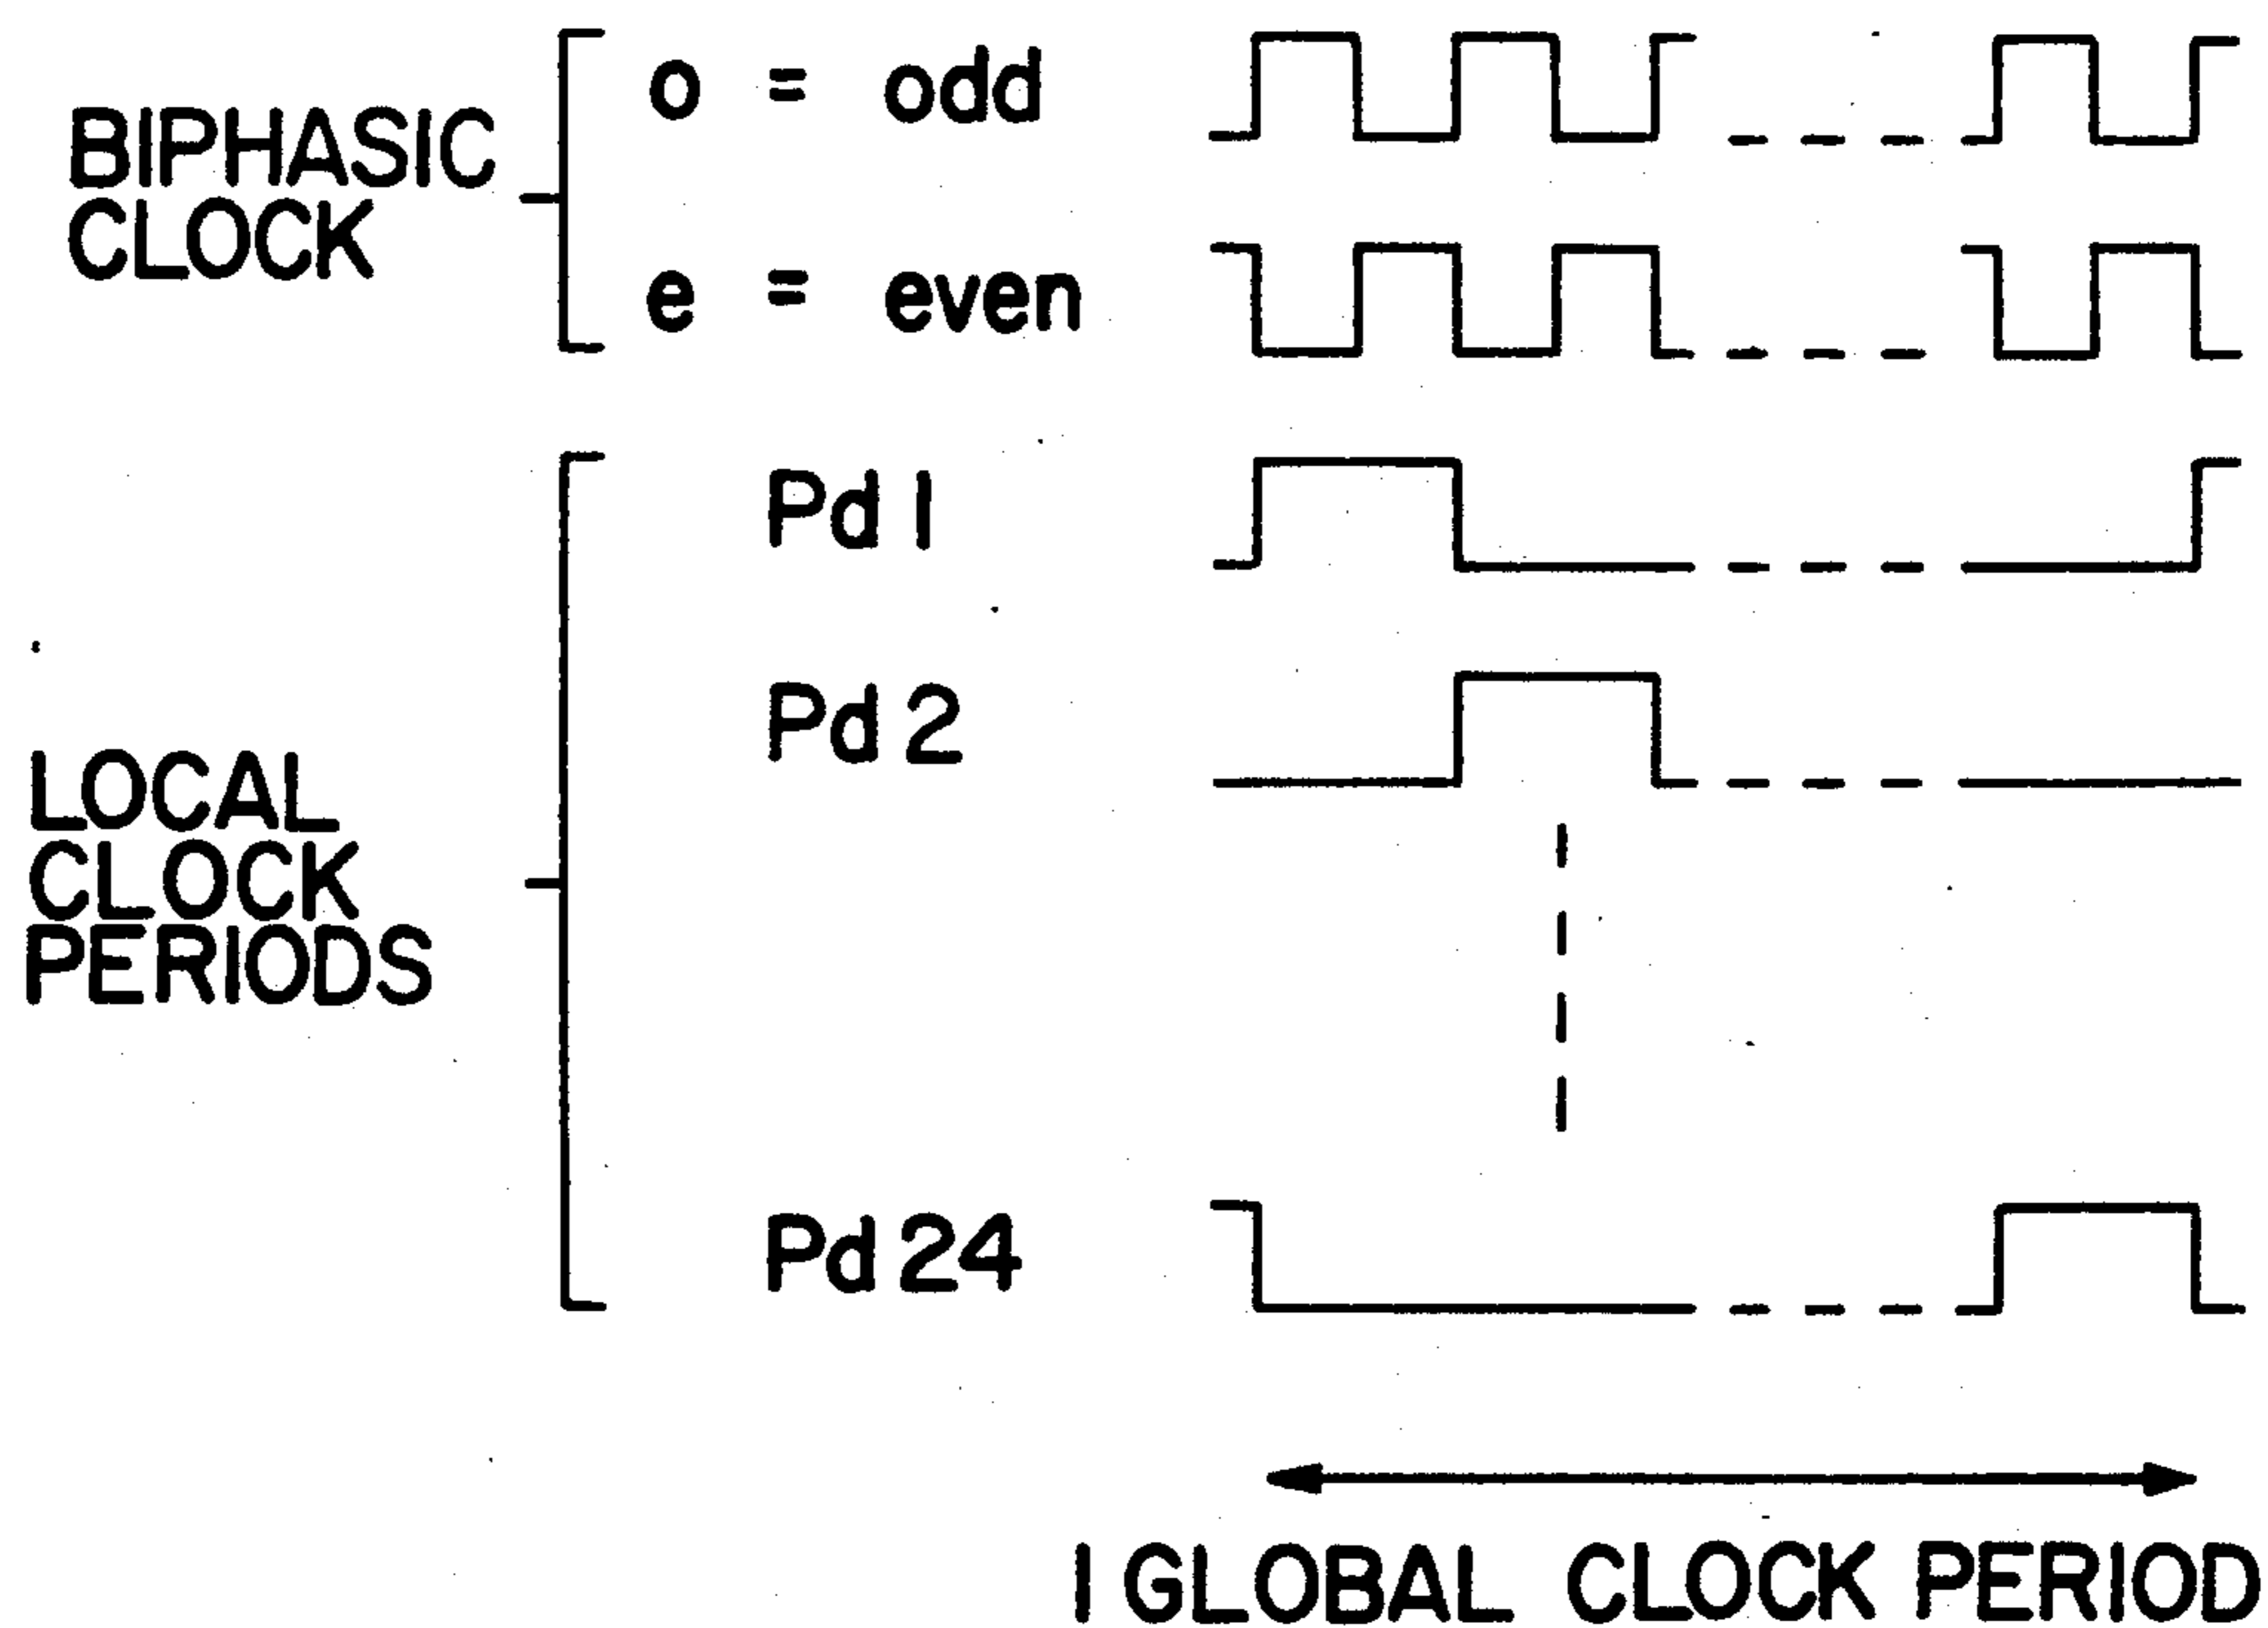 BIPHASIC
CLOCK
o = odd
e = even
LOCAL
CLOCK
PERIODS
Pd 1
Pd 2
Pd 24
1 GLOBAL CLOCK PERIOD